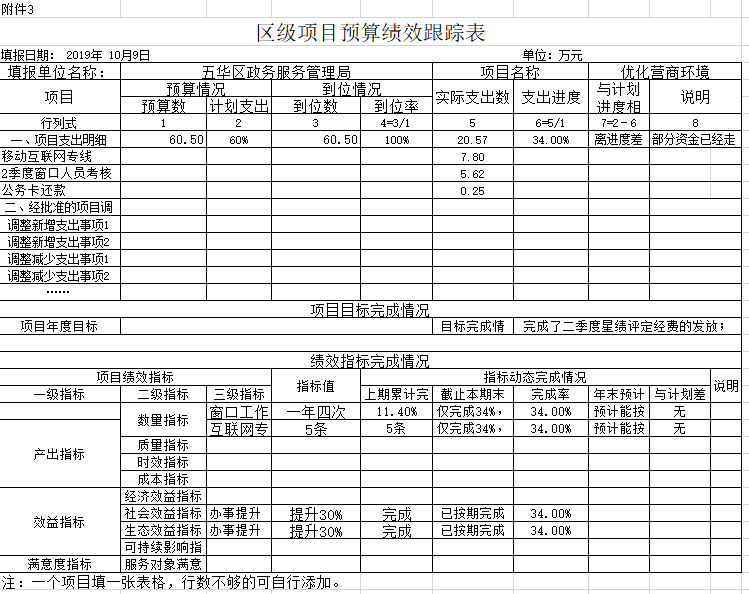 附件3
区级项目预算绩效跟踪表
填报日期: 2019年 10月9日 单位: 万元
填报单位名称: 五华区政务服务管理局 项目名称 优化营商环境
项目 预算情况 到位情况 实际支出数 支出进度 与计划进度相 说明
预算数 计划支出 到位数 到位率
行列式 1 2 3 4=3/1 5 6=5/1 7=2-6 8
一、项目支出明细 60.50 60% 60.50 100% 20.57 34.00% 离进度差 部分资金已经走
移动互联网专线 7.80
2季度窗口人员考核 5.62
公务卡还款 0.25
二、经批准的项目调
调整新增支出事项1
调整新增支出事项2
调整减少支出事项1
调整减少支出事项2
……
项目目标完成情况
项目年度目标 目标完成情 完成了二季度星绩评定经费的发放;
绩效指标完成情况
项目绩效指标 指标值 指标动态完成情况 说明
一级指标 二级指标 三级指标 上期累计完 截止本期末 完成率 年末预计 与计划差
产出指标 数量指标 窗口工作 一年四次 11.40% 仅完成34%, 34.00% 预计能按 无
互联网专 5条 5条 仅完成34%, 34.00% 预计能按 无
质量指标
时效指标
成本指标
效益指标 经济效益指标
社会效益指标 办事提升 提升30% 完成 已按期完成 34.00%
生态效益指标 办事提升 提升30% 完成 已按期完成 34.00%
可持续影响指
满意度指标 服务对象满意
注: 一个项目填一张表格,行数不够的可自行添加。